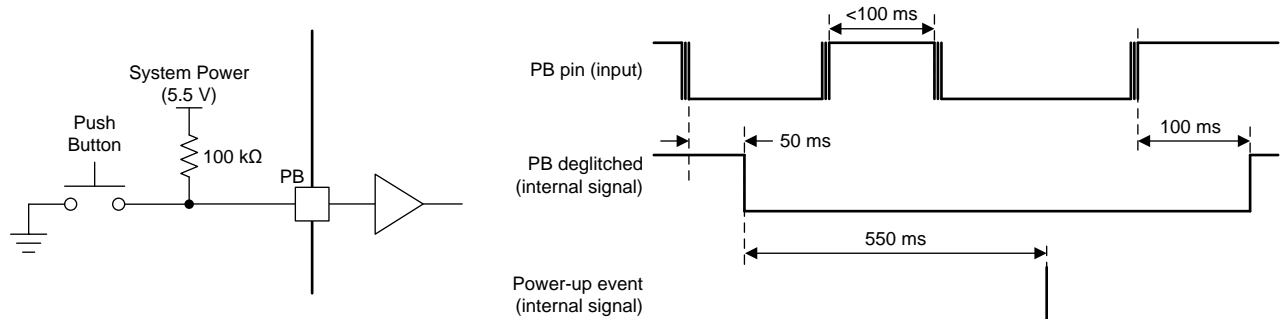 System Power
(5.5 V)
Push
Button
100 kΩ
PB
<100 ms
PB pin (input)
50 ms
100 ms
PB deglitched
(internal signal)
550 ms
Power-up event
(internal signal)